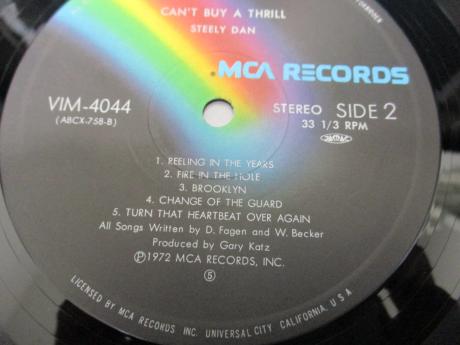 CAN'T BUY A THRILL
STEELY DAN
MCA RECORDS
VIM-4044
(ABCX-758-B)
STEREO SIDE 2
33 1/3 RPM
1. REELING IN THE YEARS
2. FIRE IN THE HOLE
3. BROOKLYN
4. CHANGE OF THE GUARD
5. TURN THAT HEARTBEAT OVER AGAIN
All Songs Written by D. Fagen and W. Becker
Produced by Gary Katz
Ⓟ1972 MCA RECORDS, INC.
⑤
LICENSED BY MCA RECORDS INC. UNIVERSAL CITY CALIFORNIA, U.S.A